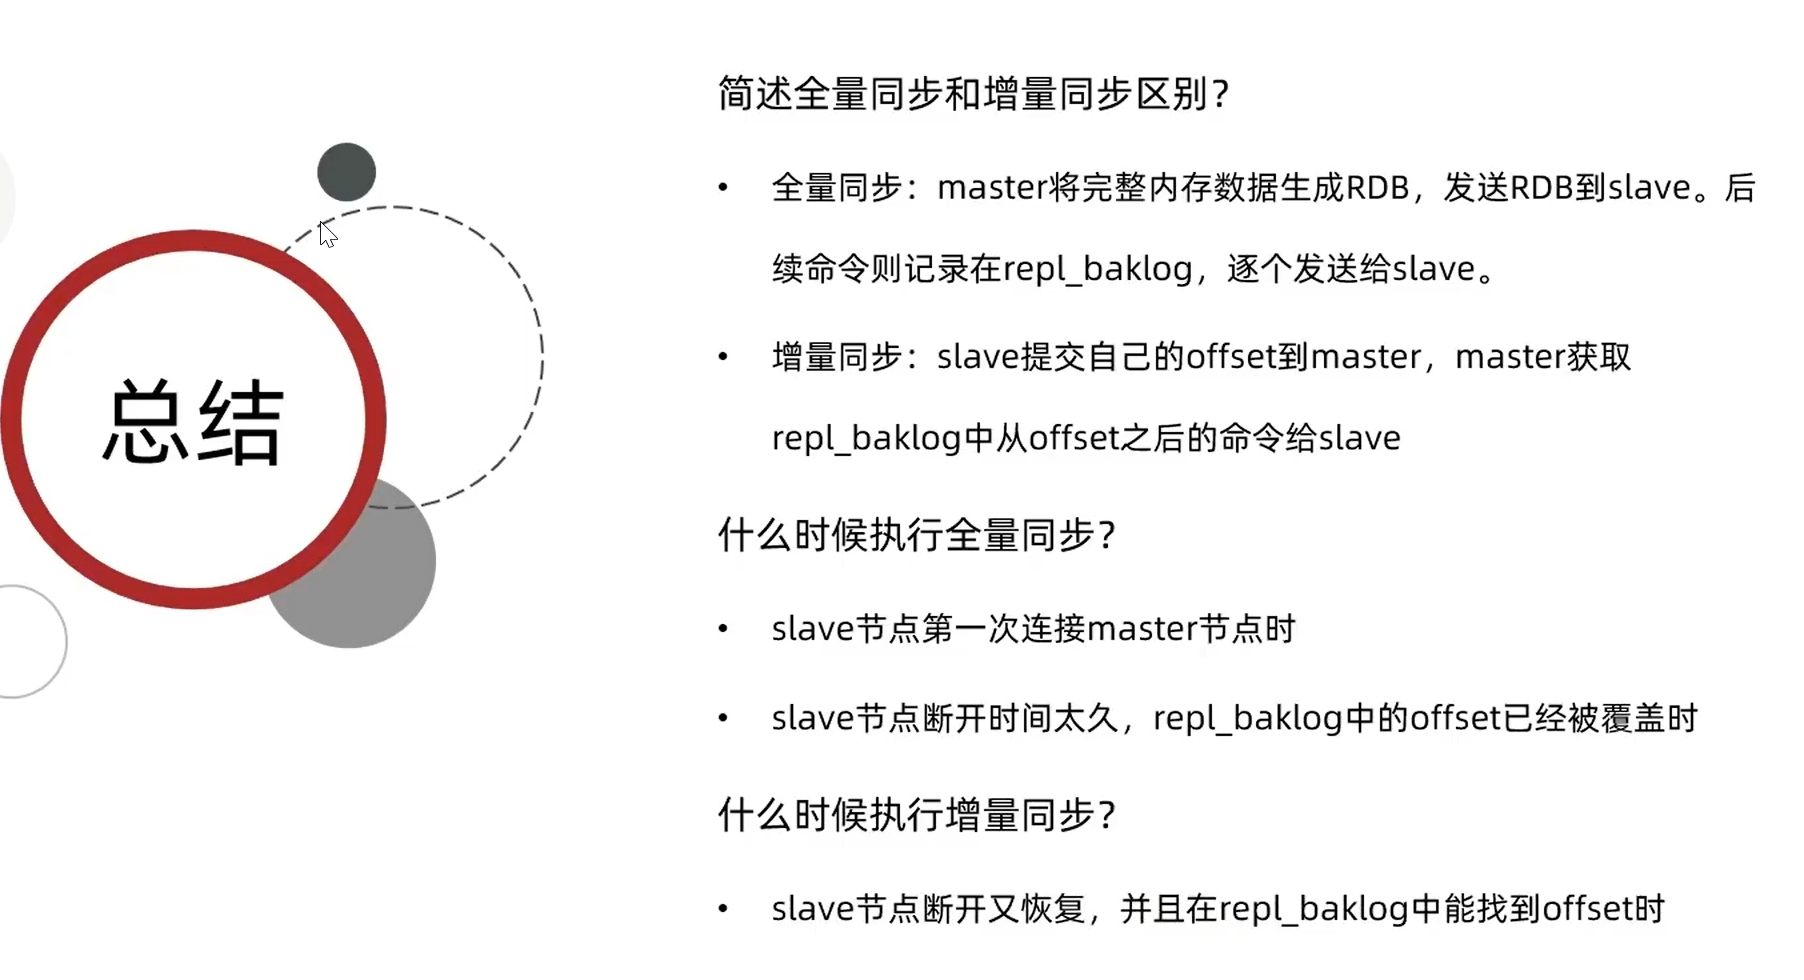 总结
简述全量同步和增量同步区别？
• 全量同步：master将完整内存数据生成RDB，发送RDB到slave。后
续命令则记录在repl_baklog，逐个发送给slave。
• 增量同步：slave提交自己的offset到master，master获取
repl_baklog中从offset之后的命令给slave
什么时候执行全量同步？
• slave节点第一次连接master节点时
• slave节点断开时间太久，repl_baklog中的offset已经被覆盖时
什么时候执行增量同步？
• slave节点断开又恢复，并且在repl_baklog中能找到offset时